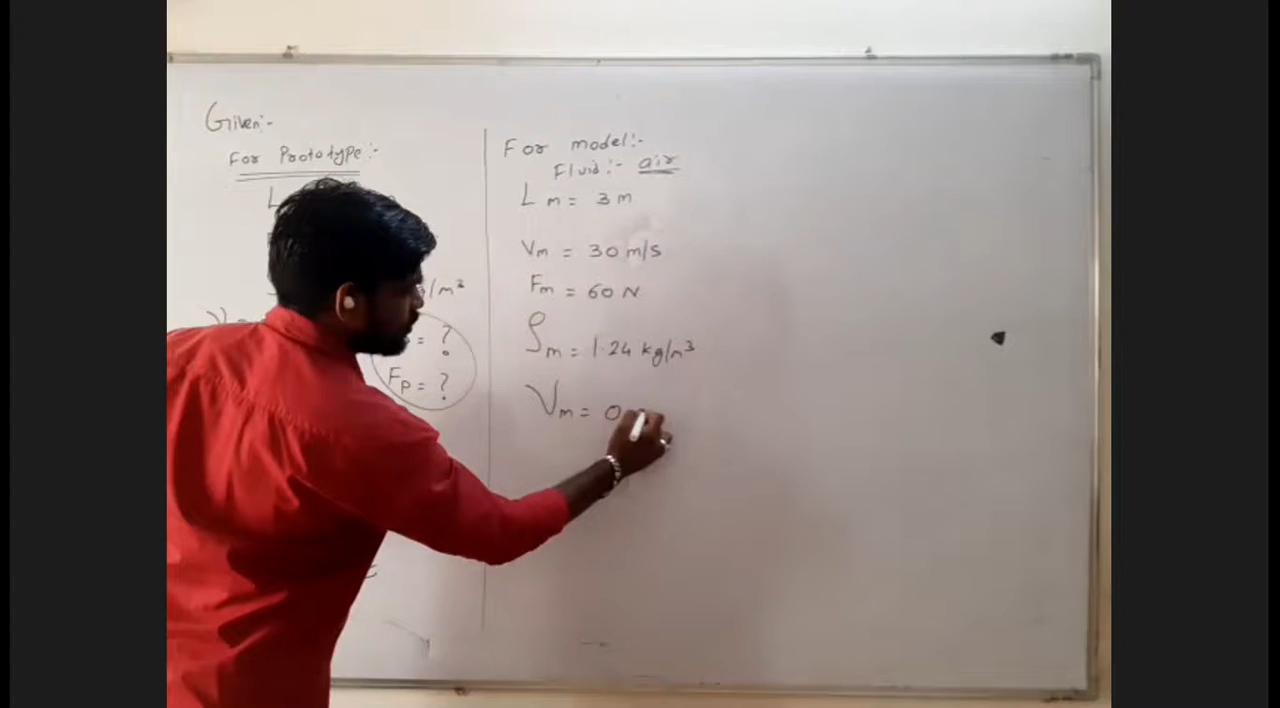 Given:-
For Prototype:-
L
/m³
= ?
Fp = ?
For model:-
Fluid:- air
Lm = 3 m
Vm = 30 m/s
Fm = 60 N
ρm = 1.24 kg/m³
νm = 0